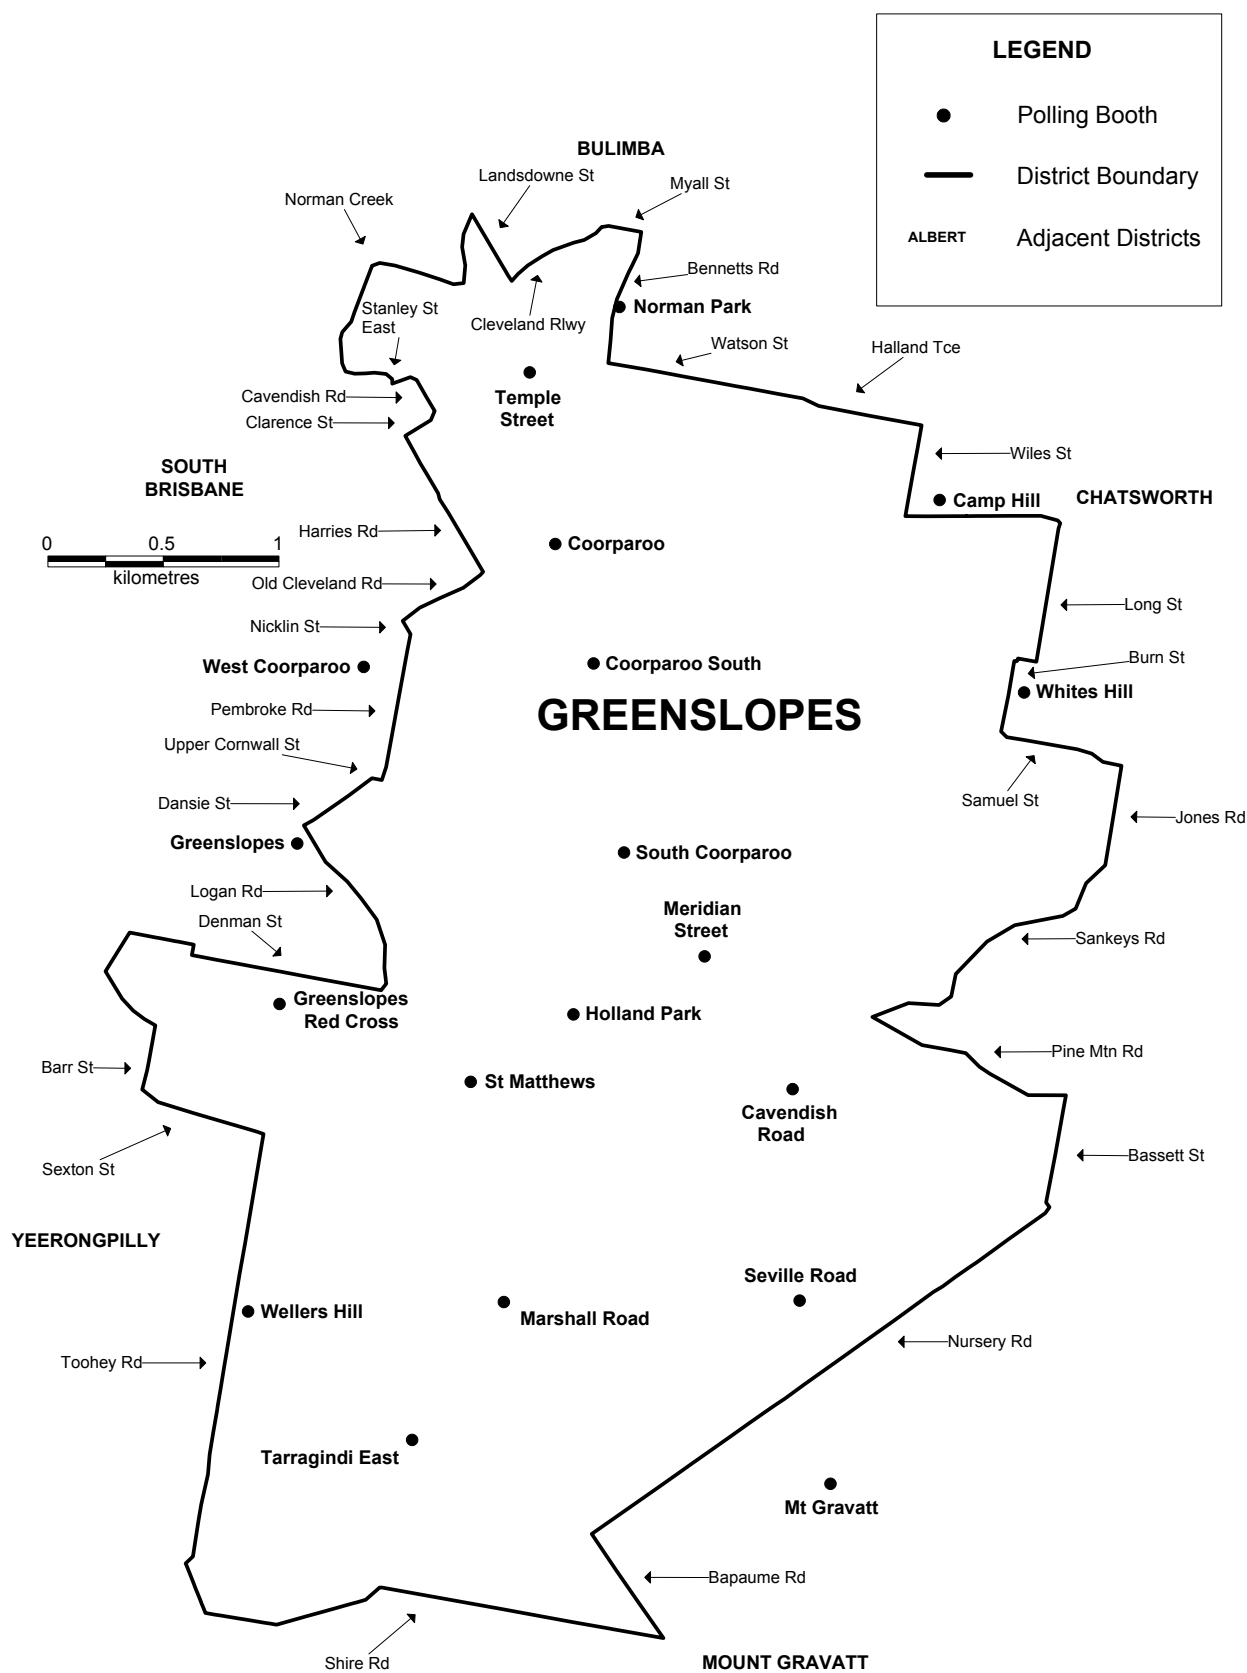 LEGEND
Polling Booth
District Boundary
ALBERT Adjacent Districts
BULIMBA
Landsdowne St
Myall St
Norman Creek
Bennetts Rd
Stanley St
East
Norman Park
Cleveland Rlwy
Watson St
Halland Tce
Cavendish Rd
Temple
Street
Clarence St
Wiles St
SOUTH
BRISBANE
Camp Hill
CHATSWORTH
Harries Rd
0 0.5 1
kilometres
Coorparoo
Old Cleveland Rd
Long St
Nicklin St
West Coorparoo
Coorparoo South
Burn St
Whites Hill
Pembroke Rd
GREENSLOPES
Upper Cornwall St
Dansie St
Samuel St
Jones Rd
Greenslopes
South Coorparoo
Logan Rd
Meridian
Street
Denman St
Sankeys Rd
Greenslopes
Red Cross
Holland Park
Pine Mtn Rd
Barr St
St Matthews
Cavendish
Road
Sexton St
Bassett St
YEERONGPILLY
Seville Road
Wellers Hill
Marshall Road
Nursery Rd
Toohey Rd
Tarragindi East
Mt Gravatt
Bapaume Rd
Shire Rd
MOUNT GRAVATT